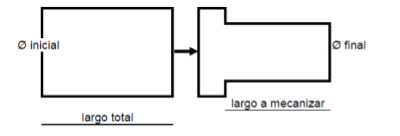 Ø inicial
Ø final
largo a mecanizar
largo total